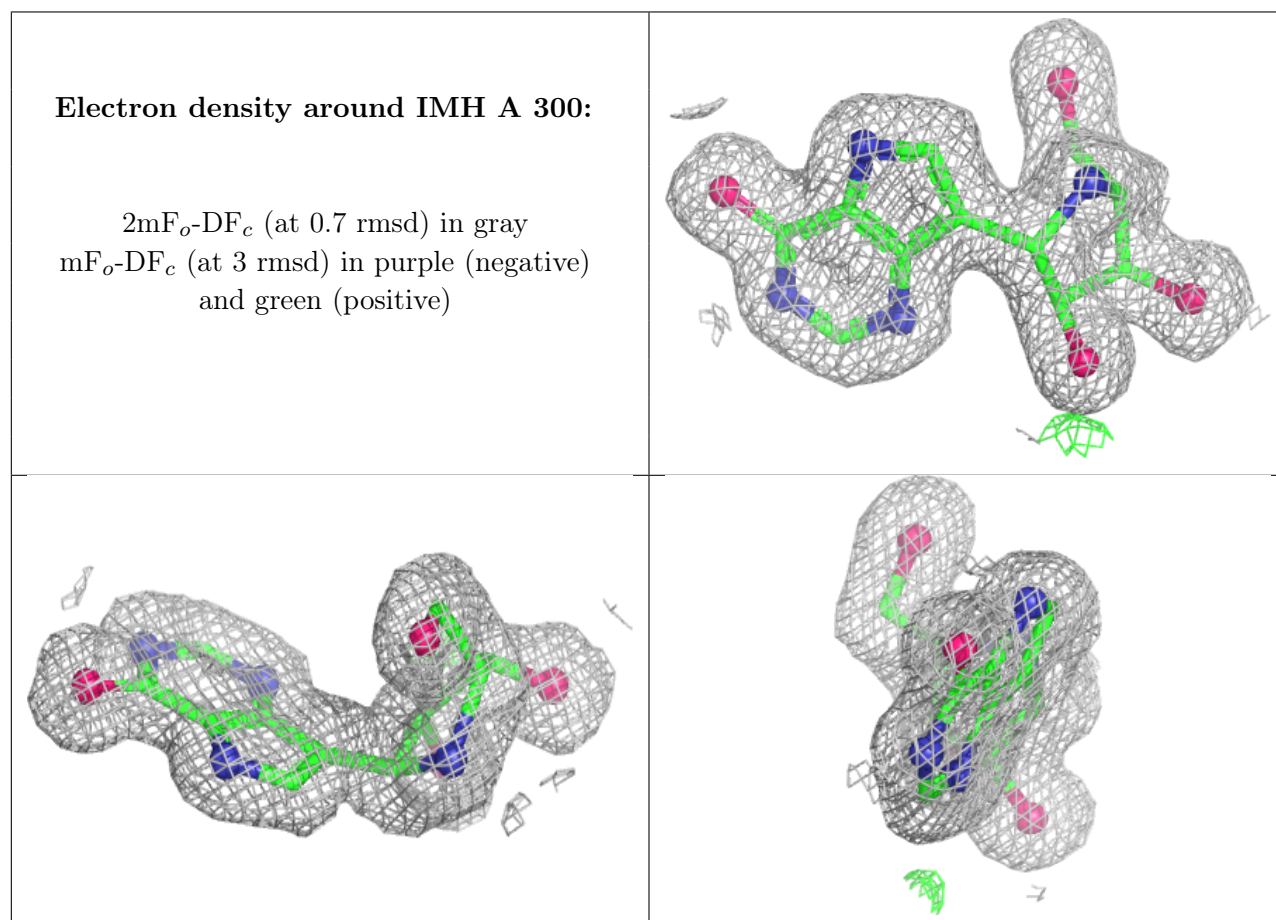 Electron density around IMH A 300:
2mFo-DFc (at 0.7 rmsd) in gray
mFo-DFc (at 3 rmsd) in purple (negative)
and green (positive)